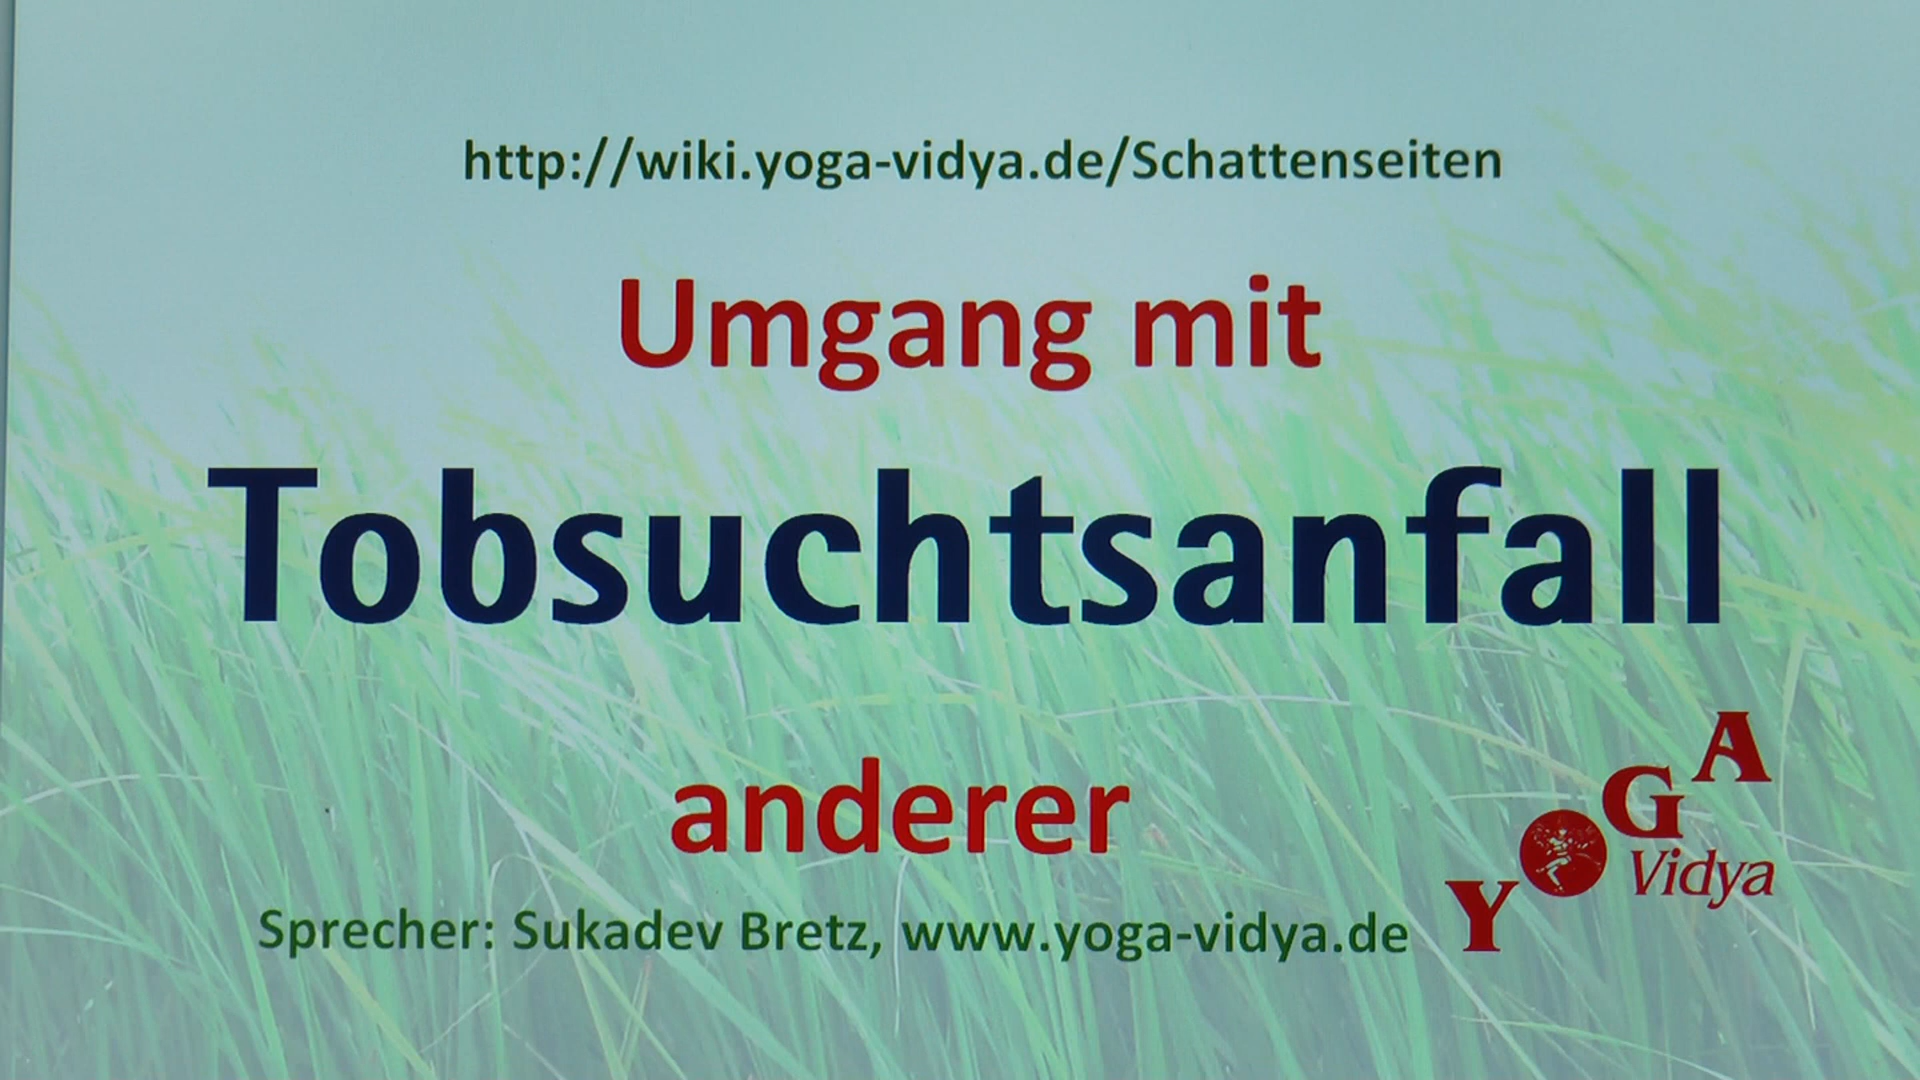 http://wiki.yoga-vidya.de/Schattenseiten
Umgang mit
Tobsuchtsanfall
anderer
YOGA
Vidya
Sprecher: Sukadev Bretz, www.yoga-vidya.de